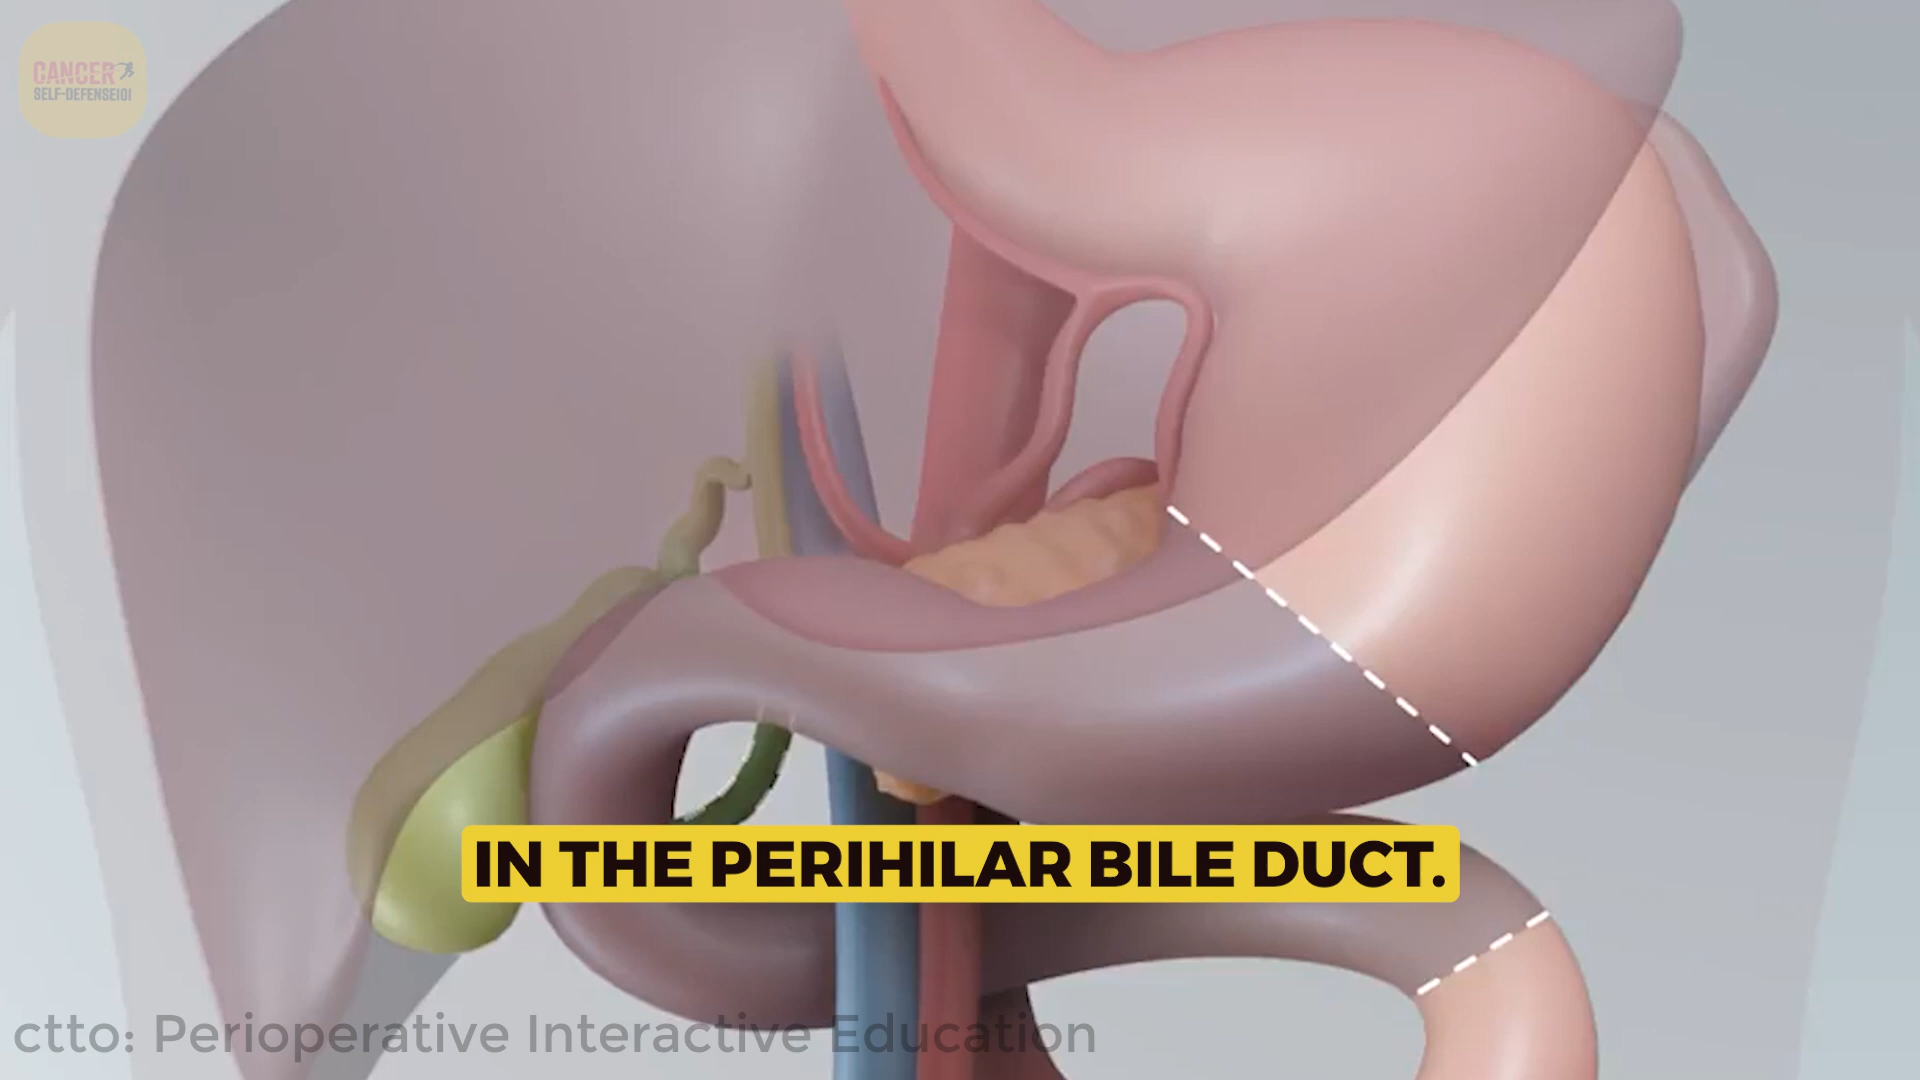 CANCER
SELF-DEFENSE101
IN THE PERIHILAR BILE DUCT.
ctto: Perioperative Interactive Education